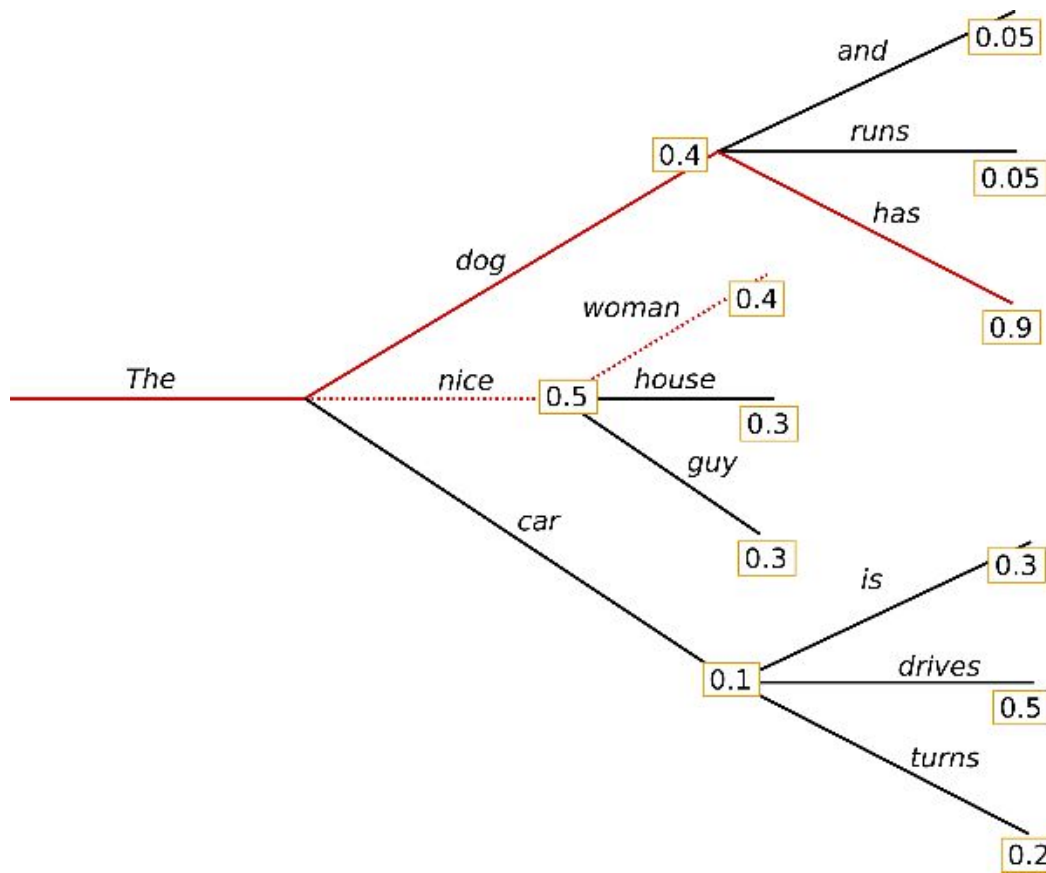 0.05
and
runs
0.4
0.05
has
dog
woman
0.4
0.9
The
nice
0.5
house
0.3
guy
car
0.3
0.3
is
drives
0.1
0.5
turns
0.2